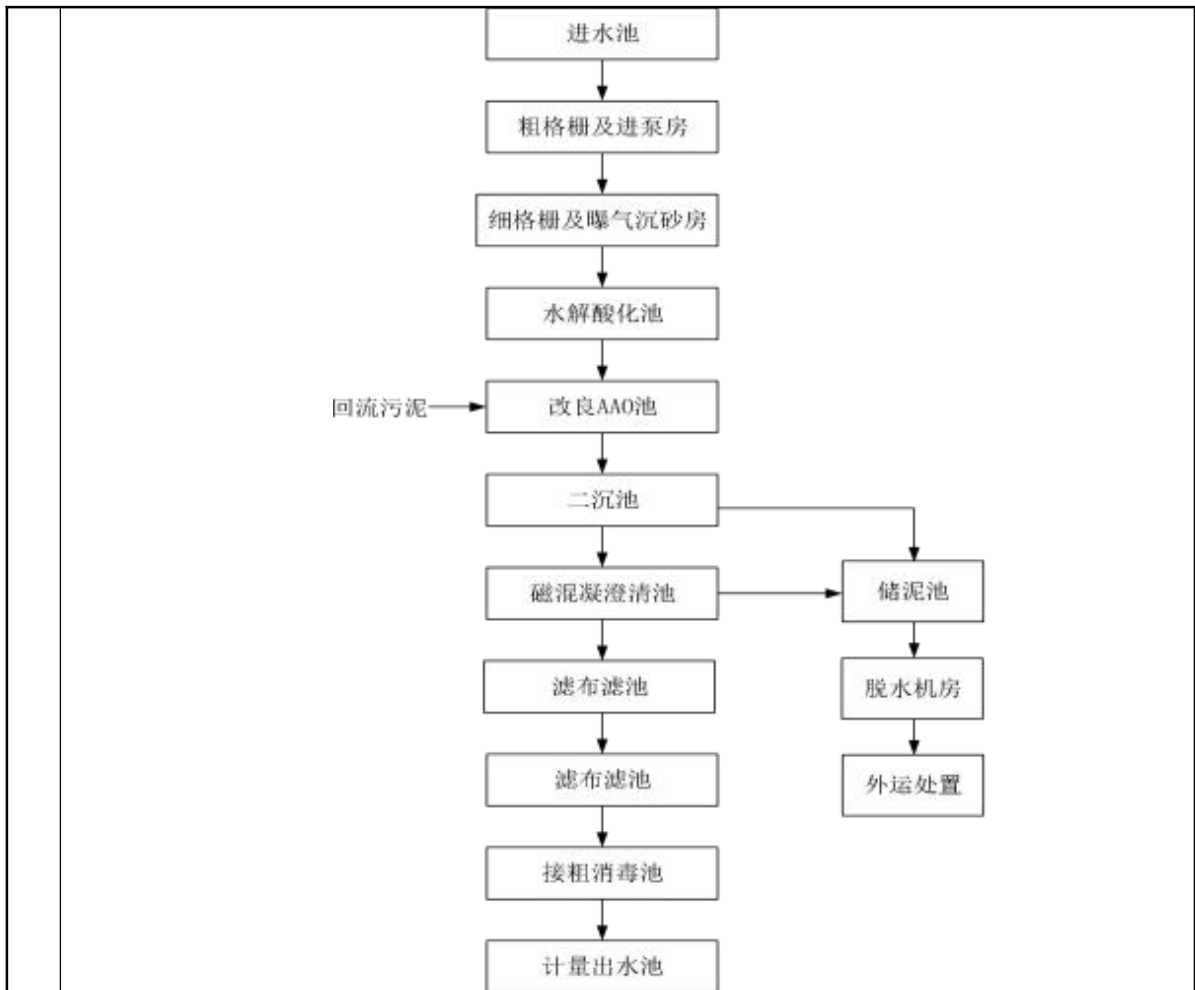 进水池
粗格栅及进泵房
细格栅及曝气沉砂房
水解酸化池
回流污泥
改良AAO池
二沉池
磁混凝澄清池
储泥池
滤布滤池
脱水机房
滤布滤池
外运处置
接粗消毒池
计量出水池